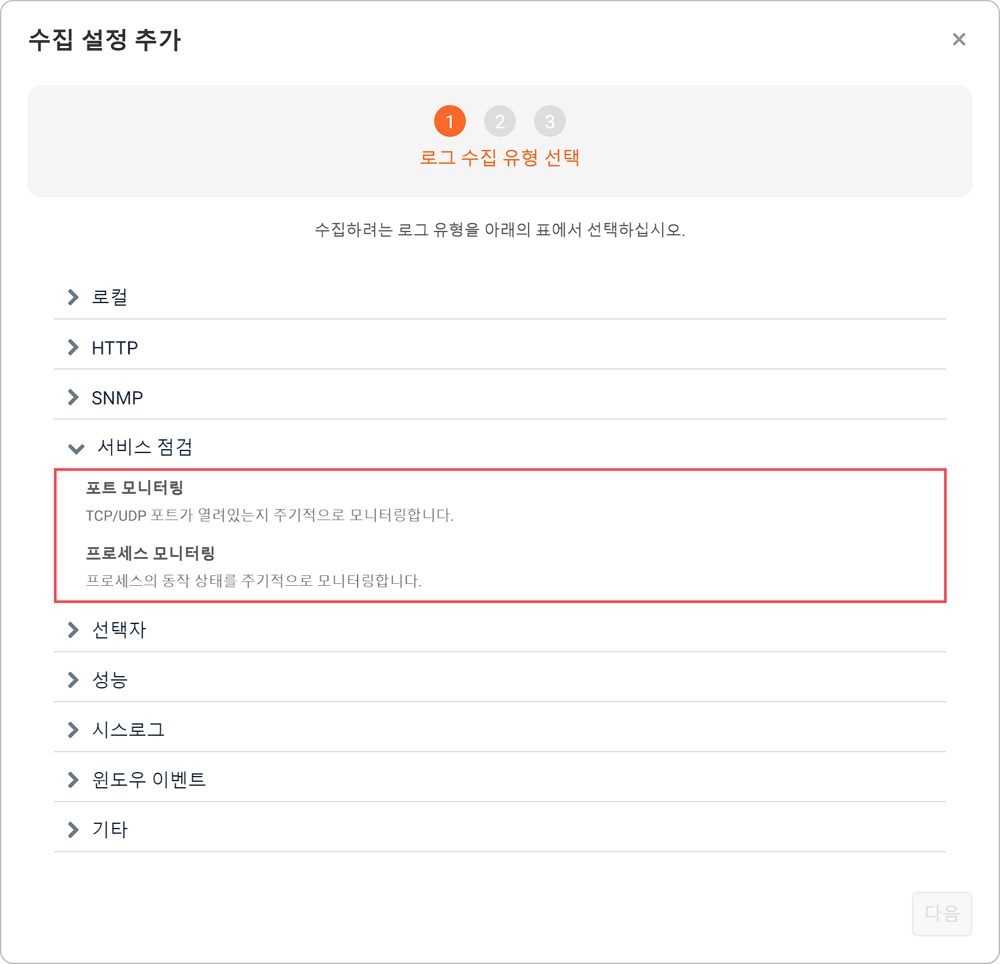 수집 설정 추가
1 2 3
로그 수집 유형 선택
수집하려는 로그 유형을 아래의 표에서 선택하십시오.
로컬
HTTP
SNMP
서비스 점검
포트 모니터링
TCP/UDP 포트가 열려있는지 주기적으로 모니터링합니다.
프로세스 모니터링
프로세스의 동작 상태를 주기적으로 모니터링합니다.
선택자
성능
시스로그
윈도우 이벤트
기타
다음